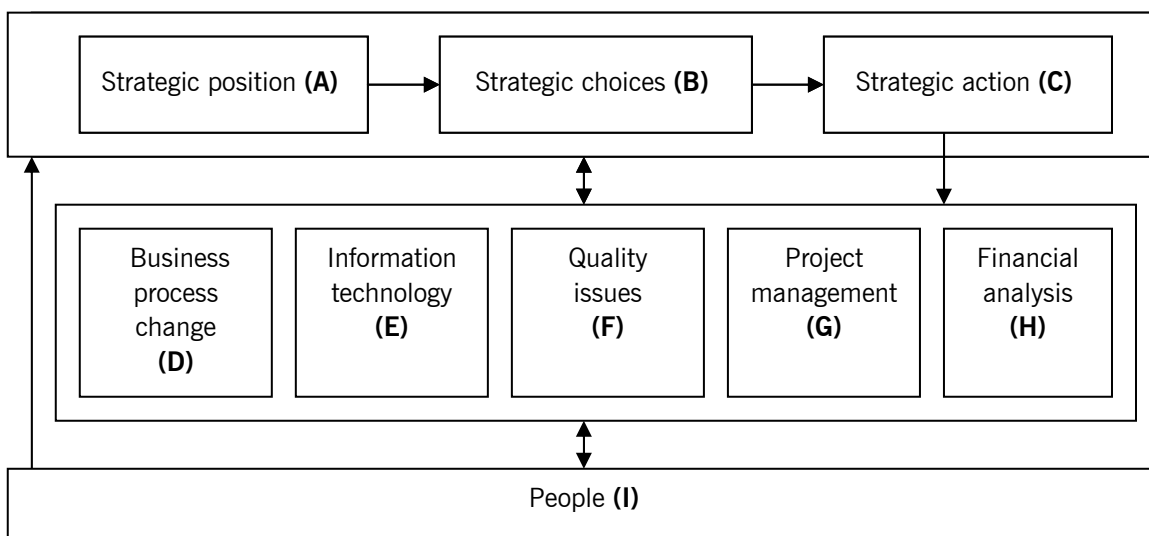 Strategic position (A)
Strategic choices (B)
Strategic action (C)
Business
process
change
(D)
Information
technology
(E)
Quality
issues
(F)
Project
management
(G)
Financial
analysis
(H)
People (I)